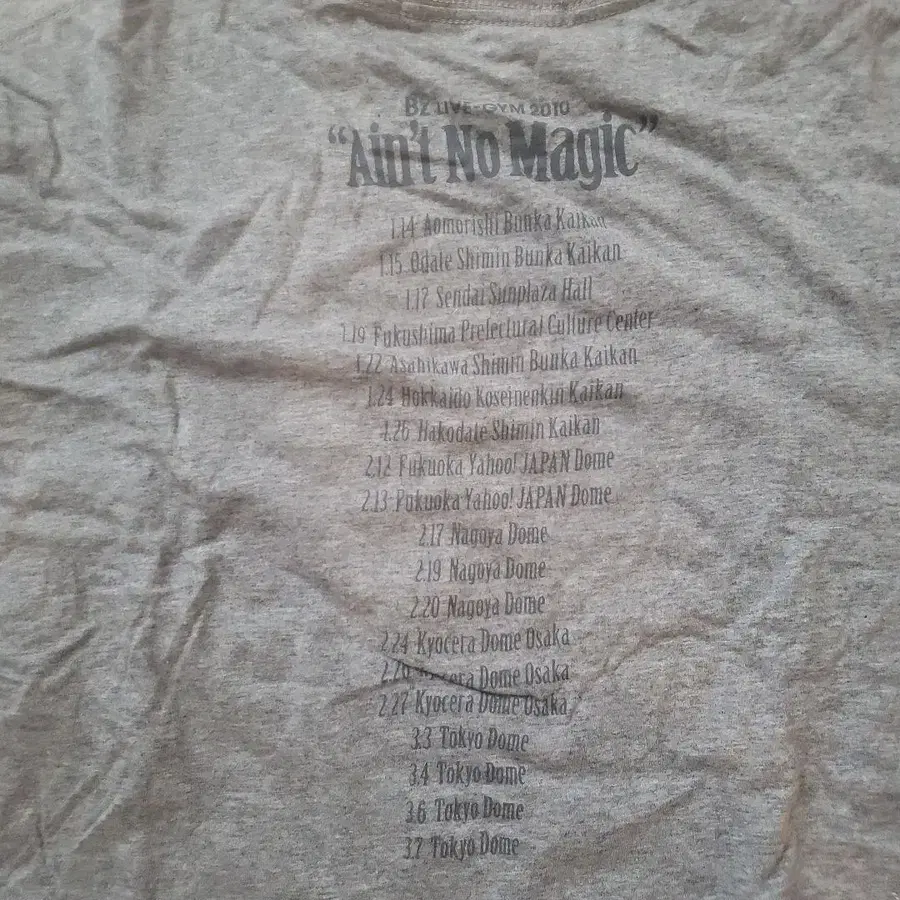 B'z LIVE-GYM 2010
“Ain't No Magic”
1.14 Aomorishi Bunka Kaikan
1.15 Odate Shimin Bunka Kaikan
1.17 Sendai Sunplaza Hall
1.19 Fukushima Prefectural Culture Center
1.22 Asahikawa Shimin Bunka Kaikan
1.24 Hokkaido Koseinenkin Kaikan
1.26 Hakodate Shimin Kaikan
2.12 Fukuoka Yahoo! JAPAN Dome
2.13 Fukuoka Yahoo! JAPAN Dome
2.17 Nagoya Dome
2.19 Nagoya Dome
2.20 Nagoya Dome
2.24 Kyocera Dome Osaka
2.26 Kyocera Dome Osaka
2.27 Kyocera Dome Osaka
3.3 Tokyo Dome
3.4 Tokyo Dome
3.6 Tokyo Dome
3.7 Tokyo Dome